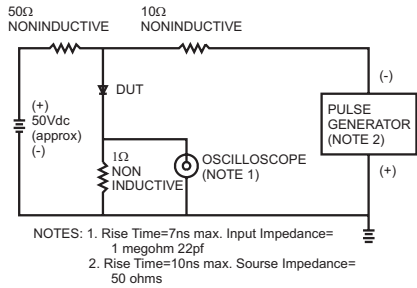 50Ω
NONINDUCTIVE
10Ω
NONINDUCTIVE
(+)
50Vdc
(approx)
(-)
DUT
1Ω
NON
INDUCTIVE
OSCILLOSCOPE
(NOTE 1)
(-)
PULSE
GENERATOR
(NOTE 2)
(+)
NOTES: 1. Rise Time=7ns max. Input Impedance=
1 megohm 22pf
2. Rise Time=10ns max. Sourse Impedance=
50 ohms